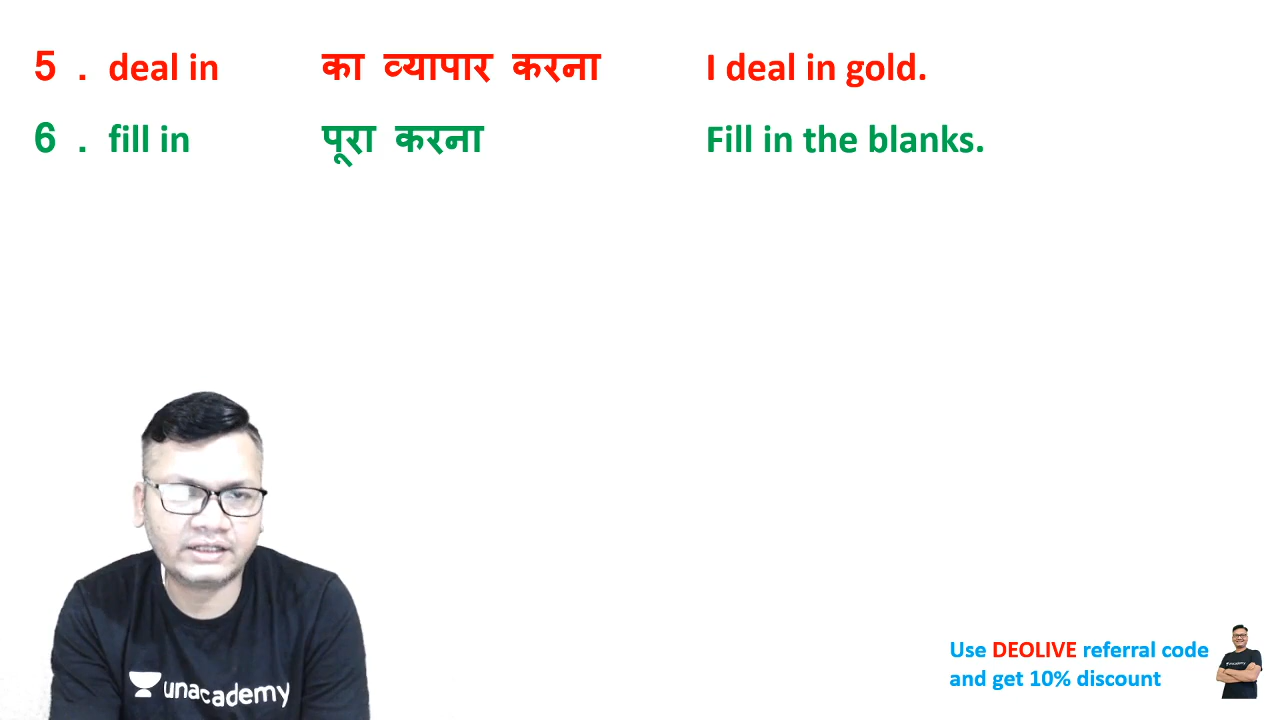 5 . deal in का व्यापार करना I deal in gold.
6 . fill in पूरा करना Fill in the blanks.
unacademy
Use DEOLIVE referral code
and get 10% discount